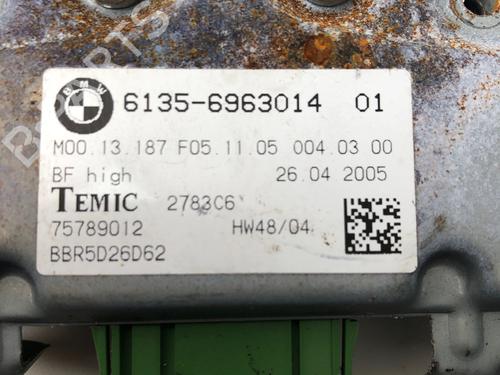 BMW
6135-6963014 01
M00.13.187 F05.11.05 004.03 00
BF high 26.04 2005
TEMIC 2783C6
75789012 HW48/04
BBR5D26D62